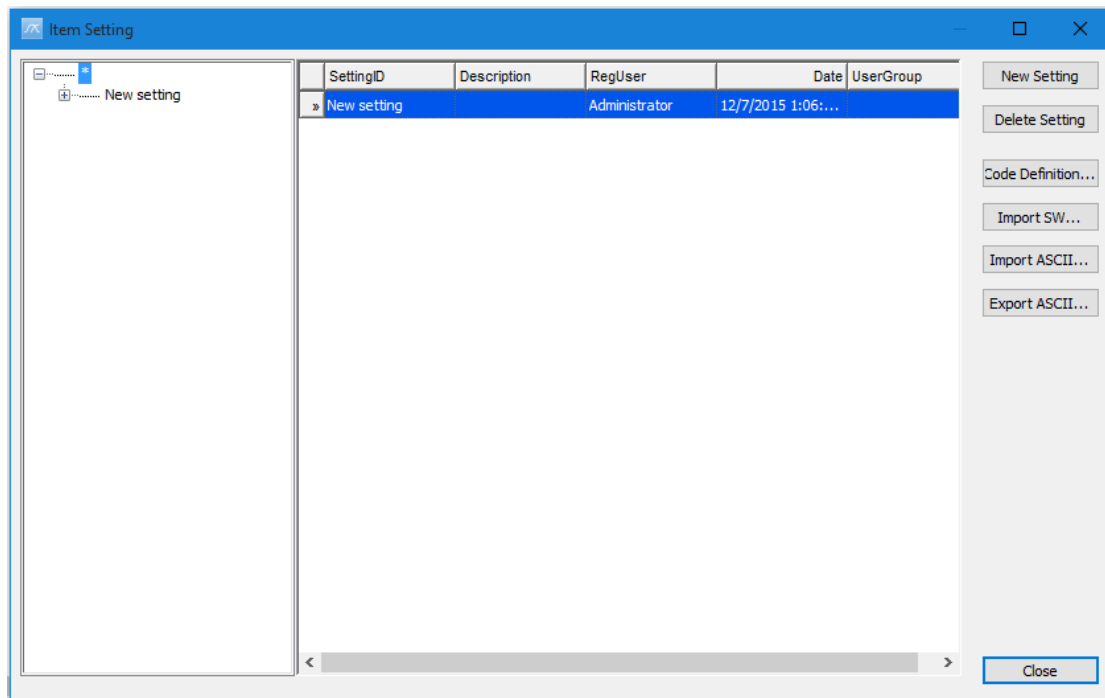 Item Setting
*
New setting
SettingID Description RegUser Date UserGroup
» New setting Administrator 12/7/2015 1:06:...
New Setting
Delete Setting
Code Definition...
Import SW...
Import ASCII...
Export ASCII...
Close